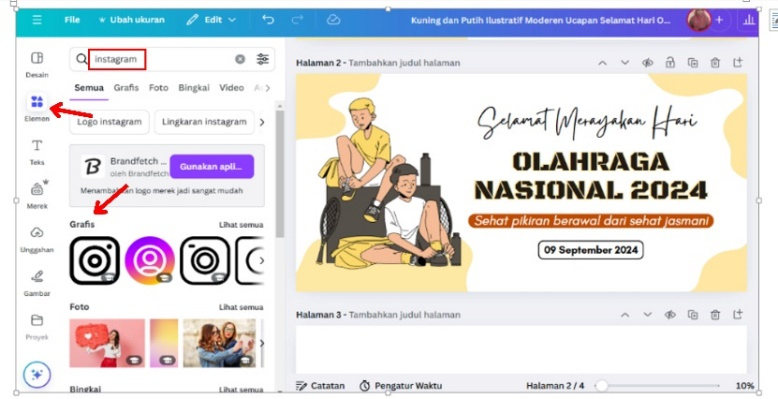 File
Ubah ukuran
Edit
Kuning dan Putih Ilustratif Moderen Ucapan Selamat Hari O...
Desain
Elemen
Teks
Merek
Unggahan
Gambar
Proyek
instagram
Semua Grafis Foto Bingkai Video
Logo instagram
Lingkaran instagram
B
Brandfetch ...
oleh Brandfetch
Gunakan apli...
Menambahkan logo merek jadi sangat mudah
Grafis
Lihat semua
Foto
Lihat semua
Bingkai
Lihat semua
Halaman 2 - Tambahkan judul halaman
Selamat Merayakan Hari
OLAHRAGA
NASIONAL 2024
Sehat pikiran berawal dari sehat jasmani
09 September 2024
Halaman 3 - Tambahkan judul halaman
Catatan
Pengatur Waktu
Halaman 2 / 4
10%